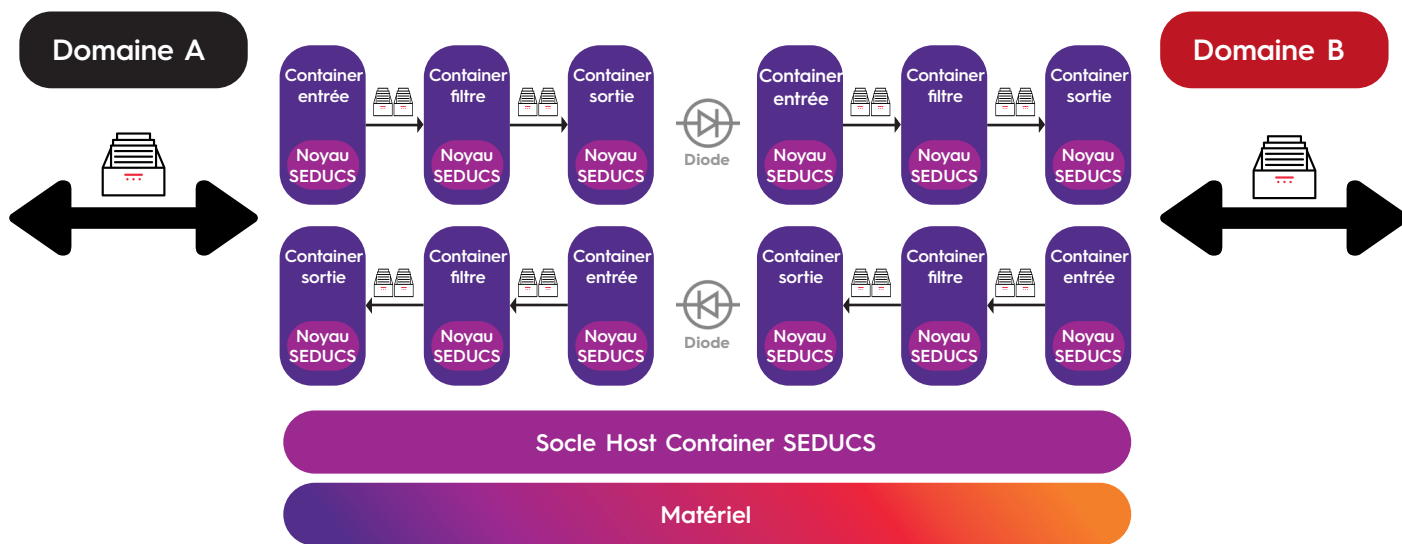 Domaine A
Domaine B
Container
entrée
Noyau
SEDUCS
Container
filtre
Noyau
SEDUCS
Container
sortie
Noyau
SEDUCS
Diode
Container
entrée
Noyau
SEDUCS
Container
filtre
Noyau
SEDUCS
Container
sortie
Noyau
SEDUCS
Container
sortie
Noyau
SEDUCS
Container
filtre
Noyau
SEDUCS
Container
entrée
Noyau
SEDUCS
Diode
Container
sortie
Noyau
SEDUCS
Container
filtre
Noyau
SEDUCS
Container
entrée
Noyau
SEDUCS
Socle Host Container SEDUCS
Matériel